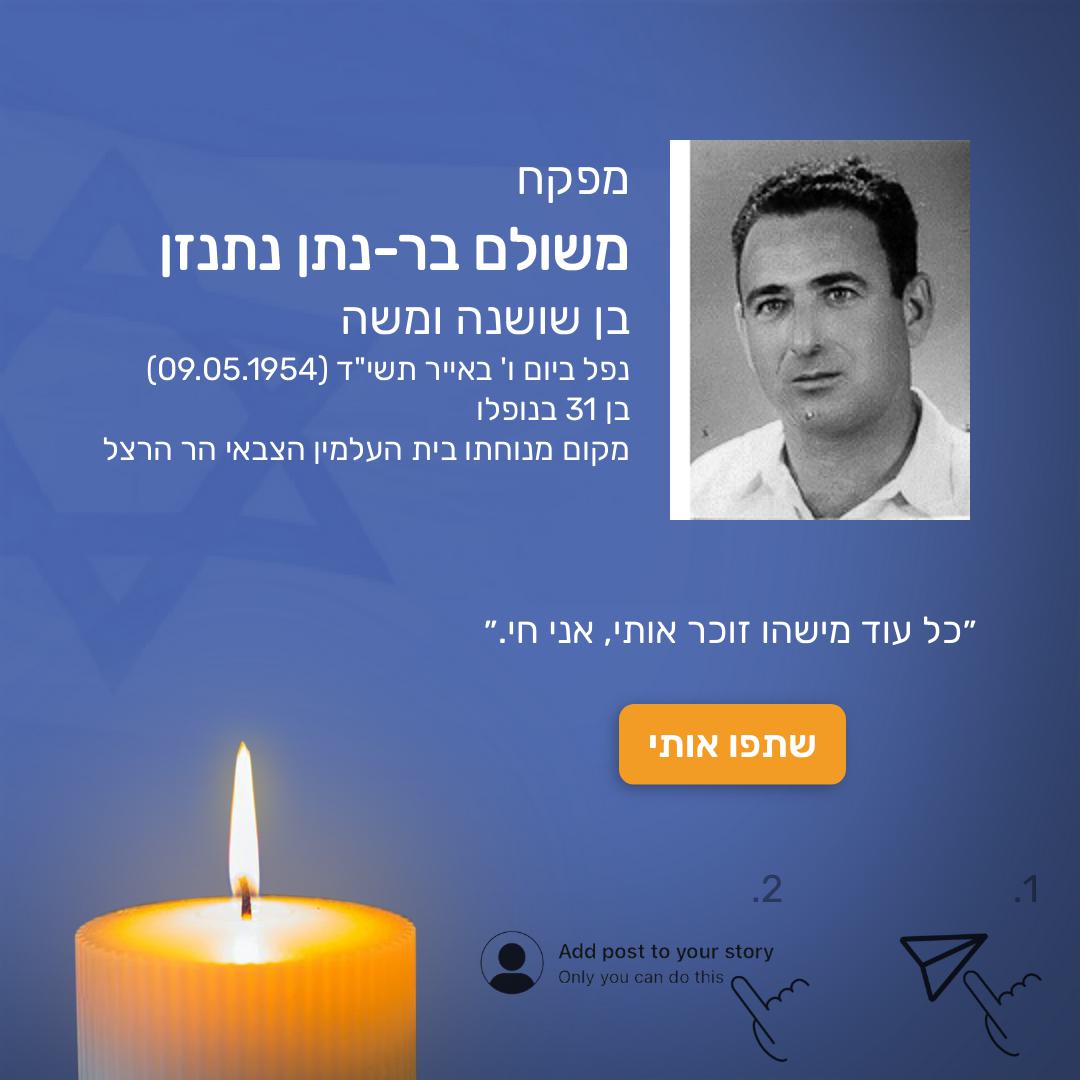 מפקח
משולם בר-נתן נתנזון
בן שושנה ומשה
נפל ביום ו' באייר תשי"ד (09.05.1954)
בן 31 בנופלו
מקום מנוחתו בית העלמין הצבאי הר הרצל
״כל עוד מישהו זוכר אותי, אני חי.״
שתפו אותי
1.
2.
Add post to your story
Only you can do this